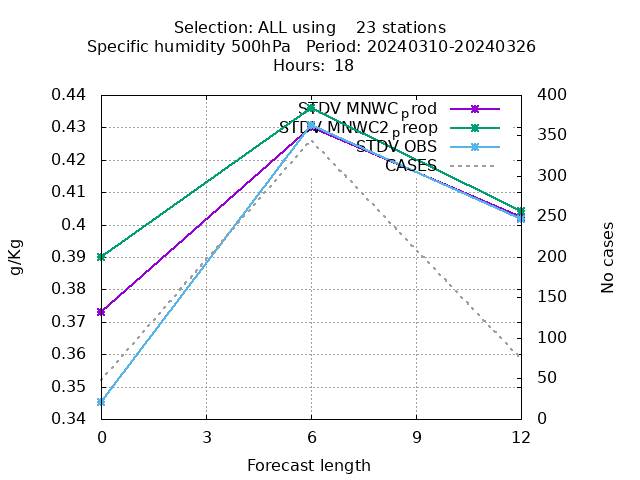 Selection: ALL using    23 stations
Specific humidity 500hPa   Period: 20240310-20240326
Hours: 18
STDV MNWC_prod
STDV MNWC2_preop
STDV OBS
CASES
0.44
0.43
0.42
0.41
0.4
0.39
0.38
0.37
0.36
0.35
0.34
g/Kg
400
350
300
250
200
150
100
50
0
No cases
0 3 6 9 12
Forecast length